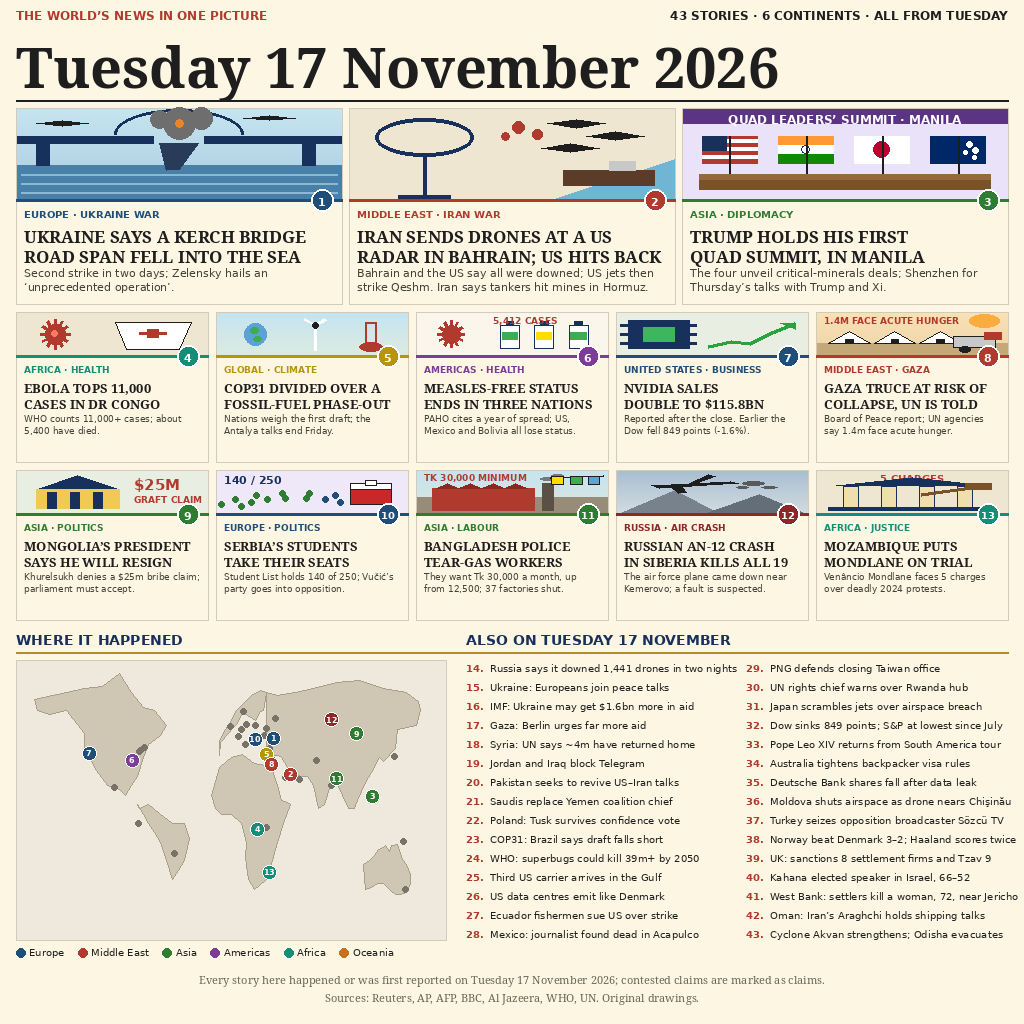 THE WORLD’S NEWS IN ONE PICTURE
43 STORIES · 6 CONTINENTS · ALL FROM TUESDAY
Tuesday 17 November 2026
1
EUROPE · UKRAINE WAR
UKRAINE SAYS A KERCH BRIDGE
ROAD SPAN FELL INTO THE SEA
Second strike in two days; Zelensky hails an
‘unprecedented operation’.
2
MIDDLE EAST · IRAN WAR
IRAN SENDS DRONES AT A US
RADAR IN BAHRAIN; US HITS BACK
Bahrain and the US say all were downed; US jets then
strike Qeshm. Iran says tankers hit mines in Hormuz.
QUAD LEADERS’ SUMMIT · MANILA
3
ASIA · DIPLOMACY
TRUMP HOLDS HIS FIRST
QUAD SUMMIT, IN MANILA
The four unveil critical-minerals deals; Shenzhen for
Thursday’s talks with Trump and Xi.
4
AFRICA · HEALTH
EBOLA TOPS 11,000
CASES IN DR CONGO
WHO counts 11,000+ cases; about
5,400 have died.
5
GLOBAL · CLIMATE
COP31 DIVIDED OVER A
FOSSIL-FUEL PHASE-OUT
Nations weigh the first draft; the
Antalya talks end Friday.
5,412 CASES
6
AMERICAS · HEALTH
MEASLES-FREE STATUS
ENDS IN THREE NATIONS
PAHO cites a year of spread; US,
Mexico and Bolivia all lose status.
7
UNITED STATES · BUSINESS
NVIDIA SALES
DOUBLE TO $115.8BN
Reported after the close. Earlier the
Dow fell 849 points (-1.6%).
1.4M FACE ACUTE HUNGER
8
MIDDLE EAST · GAZA
GAZA TRUCE AT RISK OF
COLLAPSE, UN IS TOLD
Board of Peace report; UN agencies
say 1.4m face acute hunger.
$25M
GRAFT CLAIM
9
ASIA · POLITICS
MONGOLIA’S PRESIDENT
SAYS HE WILL RESIGN
Khurelsukh denies a $25m bribe claim;
parliament must accept.
140 / 250
10
EUROPE · POLITICS
SERBIA’S STUDENTS
TAKE THEIR SEATS
Student List holds 140 of 250; Vučić’s
party goes into opposition.
TK 30,000 MINIMUM
11
ASIA · LABOUR
BANGLADESH POLICE
TEAR-GAS WORKERS
They want Tk 30,000 a month, up
from 12,500; 37 factories shut.
12
RUSSIA · AIR CRASH
RUSSIAN AN-12 CRASH
IN SIBERIA KILLS ALL 19
The air force plane came down near
Kemerovo; a fault is suspected.
5 CHARGES
13
AFRICA · JUSTICE
MOZAMBIQUE PUTS
MONDLANE ON TRIAL
Venâncio Mondlane faces 5 charges
over deadly 2024 protests.
WHERE IT HAPPENED
12
9
10
1
7
5
6
8
2
11
3
4
13
Europe
Middle East
Asia
Americas
Africa
Oceania
ALSO ON TUESDAY 17 NOVEMBER
14. Russia says it downed 1,441 drones in two nights
15. Ukraine: Europeans join peace talks
16. IMF: Ukraine may get $1.6bn more in aid
17. Gaza: Berlin urges far more aid
18. Syria: UN says ~4m have returned home
19. Jordan and Iraq block Telegram
20. Pakistan seeks to revive US–Iran talks
21. Saudis replace Yemen coalition chief
22. Poland: Tusk survives confidence vote
23. COP31: Brazil says draft falls short
24. WHO: superbugs could kill 39m+ by 2050
25. Third US carrier arrives in the Gulf
26. US data centres emit like Denmark
27. Ecuador fishermen sue US over strike
28. Mexico: journalist found dead in Acapulco
29. PNG defends closing Taiwan office
30. UN rights chief warns over Rwanda hub
31. Japan scrambles jets over airspace breach
32. Dow sinks 849 points; S&P at lowest since July
33. Pope Leo XIV returns from South America tour
34. Australia tightens backpacker visa rules
35. Deutsche Bank shares fall after data leak
36. Moldova shuts airspace as drone nears Chișinău
37. Turkey seizes opposition broadcaster Sözcü TV
38. Norway beat Denmark 3–2; Haaland scores twice
39. UK: sanctions 8 settlement firms and Tzav 9
40. Kahana elected speaker in Israel, 66–52
41. West Bank: settlers kill a woman, 72, near Jericho
42. Oman: Iran’s Araghchi holds shipping talks
43. Cyclone Akvan strengthens; Odisha evacuates
Every story here happened or was first reported on Tuesday 17 November 2026; contested claims are marked as claims.
Sources: Reuters, AP, AFP, BBC, Al Jazeera, WHO, UN. Original drawings.